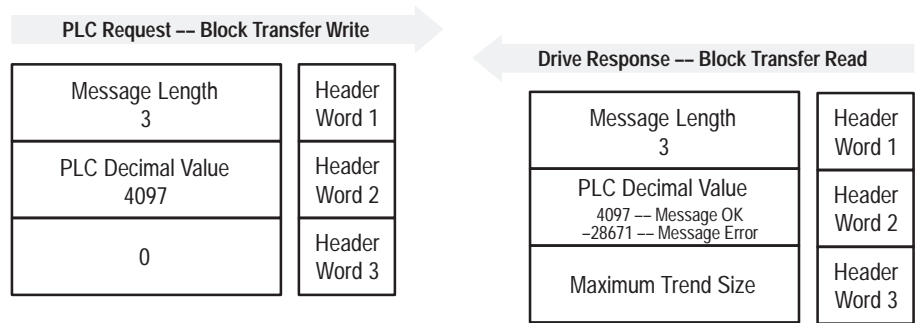 PLC Request –– Block Transfer Write
Message Length
3
Header
Word 1
PLC Decimal Value
4097
Header
Word 2
0
Header
Word 3
Drive Response –– Block Transfer Read
Message Length
3
Header
Word 1
PLC Decimal Value
4097 –– Message OK
–28671 –– Message Error
Header
Word 2
Maximum Trend Size
Header
Word 3